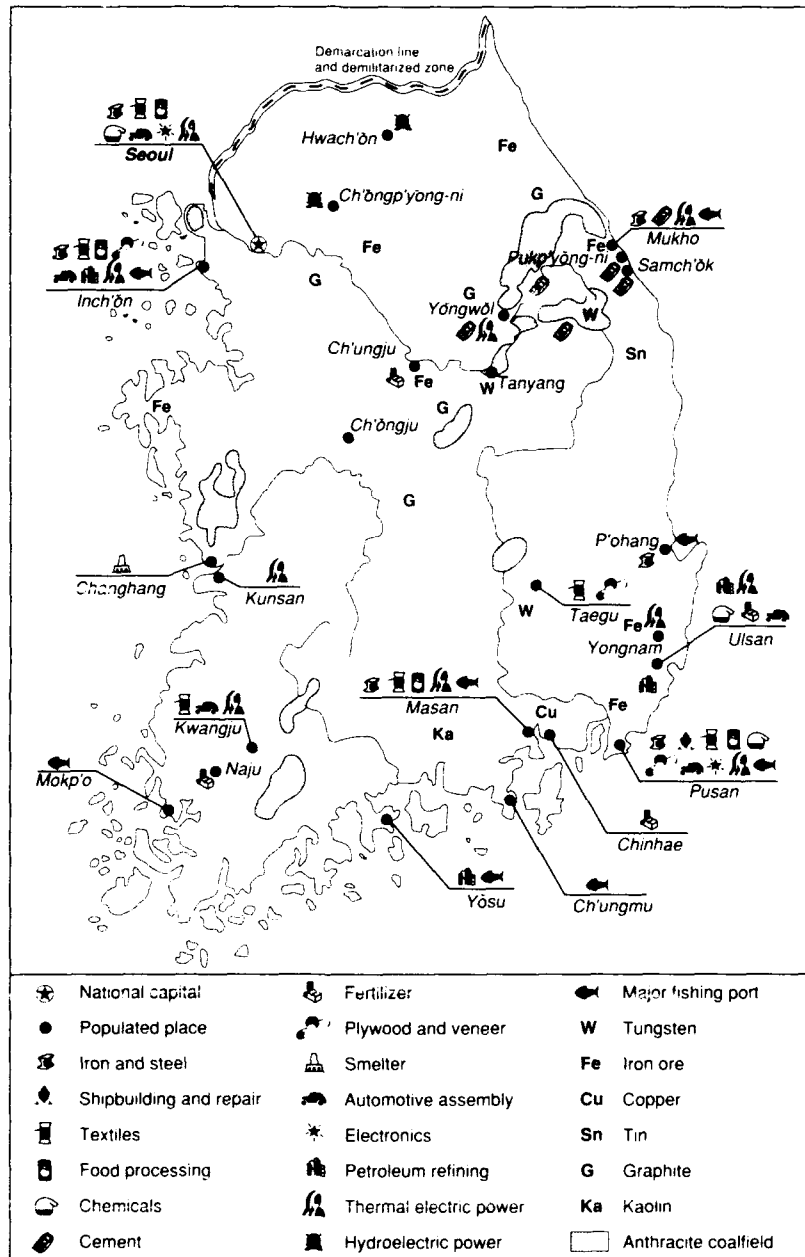 Demarcation line
and demilitarized zone
Hwach'ŏn
Fe
Seoul
Ch'ŏngp'yŏng-ni
G
Fe
Fe
Mukho
Pukp'yŏng-ni
Samch'ŏk
Inch'ŏn
G
G
Yŏngwŏl
W
Sn
Ch'ungju
Fe
W
Tanyang
Fe
G
Ch'ŏngju
G
P'ohang
Changhang
Kunsan
W
Taegu
Fe
Yongnam
Ulsan
Masan
Cu
Fe
Kwangju
Ka
Mokp'o
Naju
Pusan
Chinhae
Yŏsu
Ch'ungmu
National capital
Fertilizer
Major fishing port
Populated place
Plywood and veneer
W Tungsten
Iron and steel
Smelter
Fe Iron ore
Shipbuilding and repair
Automotive assembly
Cu Copper
Textiles
Electronics
Sn Tin
Food processing
Petroleum refining
G Graphite
Chemicals
Thermal electric power
Ka Kaolin
Cement
Hydroelectric power
Anthracite coalfield